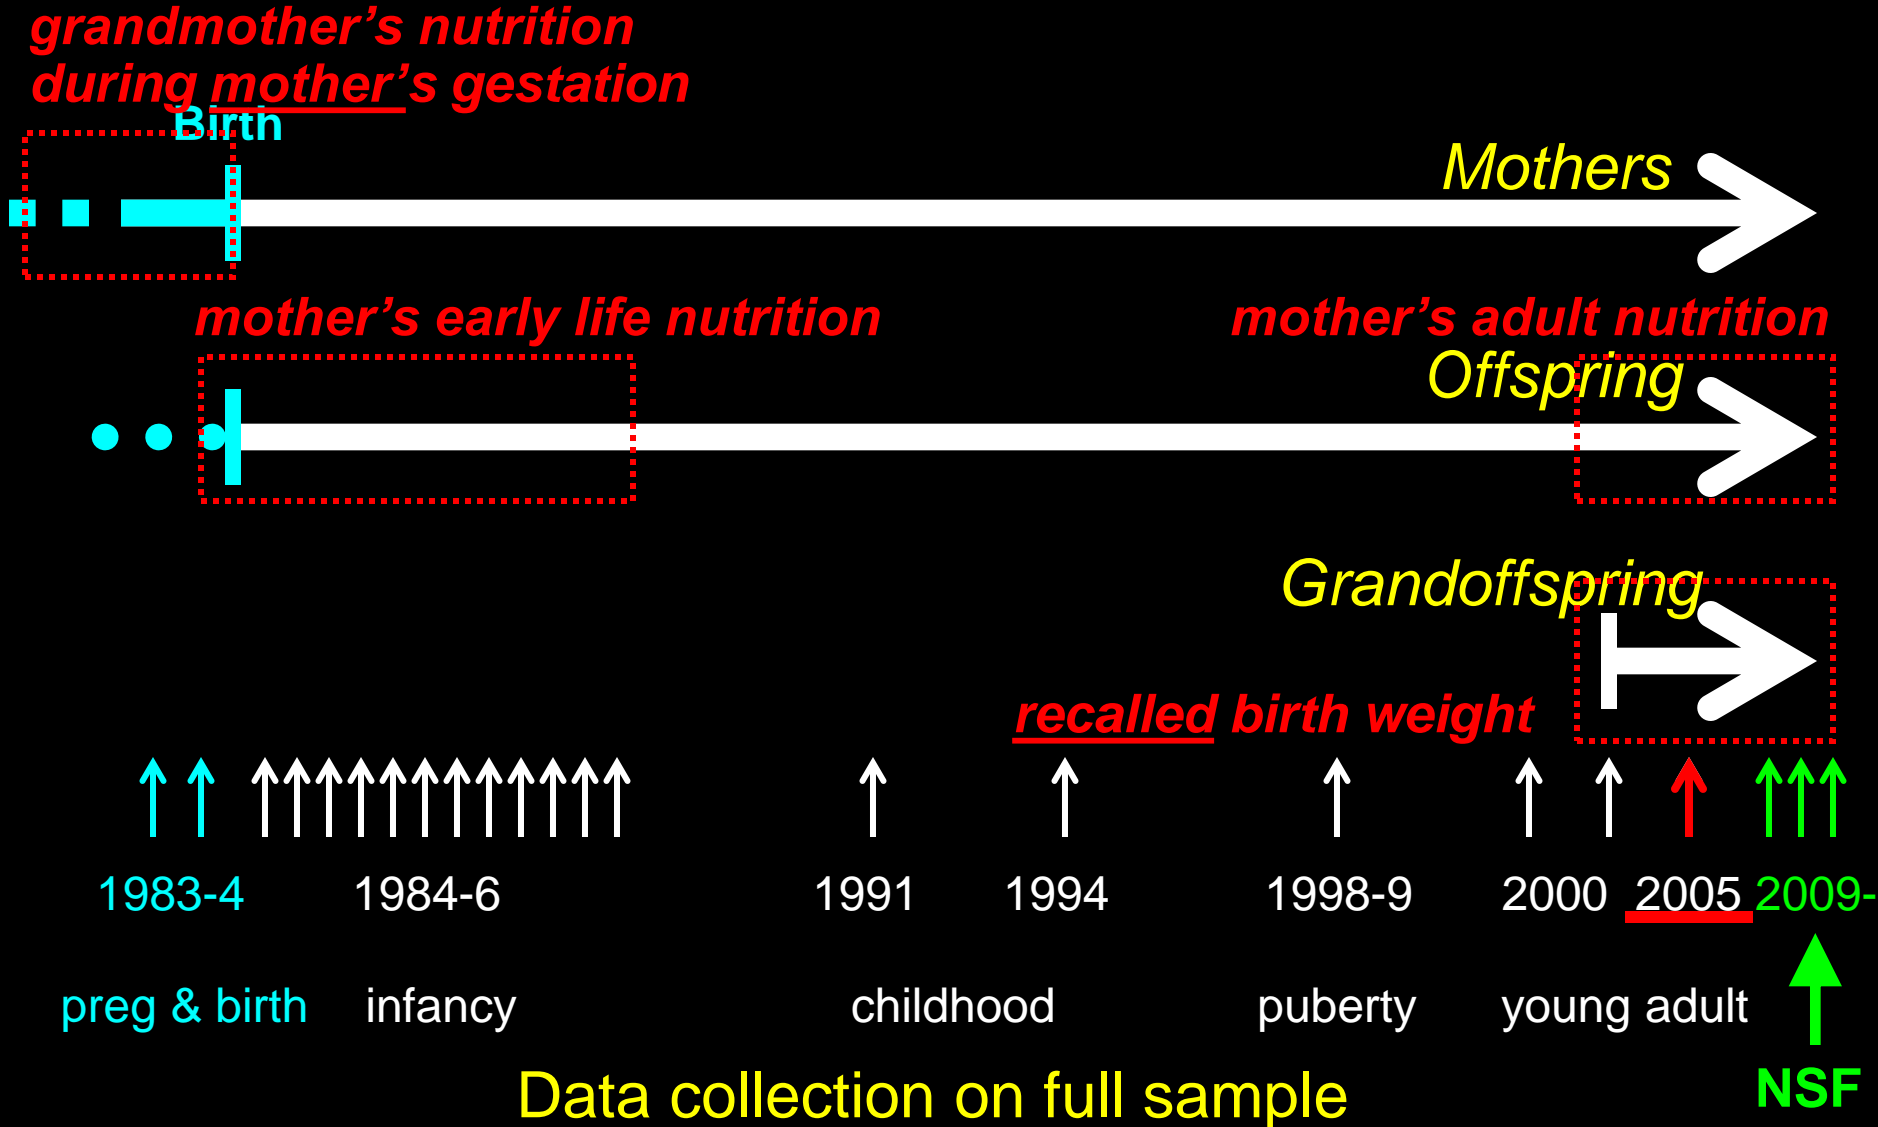 grandmother’s nutrition
during mother’s gestation
Birth
Mothers
mother’s early life nutrition
mother’s adult nutrition
Offspring
Grandoffspring
recalled birth weight
1983-4 1984-6 1991 1994 1998-9 2000 2005 2009-
preg & birth infancy childhood puberty young adult
Data collection on full sample
NSF